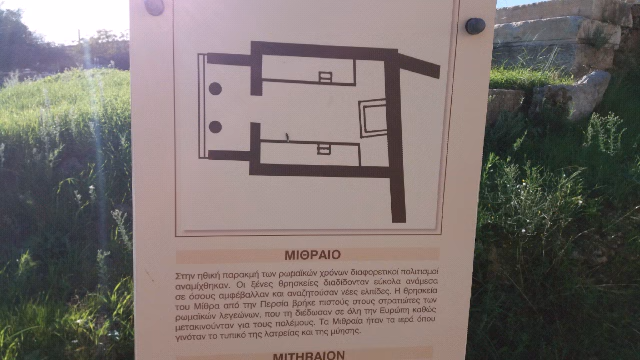 ΜΙΘΡΑΙΟ
Στην ηθική παρακμή των ρωμαϊκών χρόνων διαφορετικοί πολιτισμοί
αναμίχθηκαν. Οι ξένες θρησκείες διαδίδονταν εύκολα ανάμεσα
σε όσους αμφέβαλλαν και αναζητούσαν νέες ελπίδες. Η θρησκεία
του Μίθρα από την Περσία βρήκε πιστούς στους στρατιώτες των
ρωμαϊκών λεγεώνων, που τη διέδωσαν σε όλη την Ευρώπη καθώς
μετακινούνταν για τους πολέμους. Το Μιθραία ήταν τα ιερά όπου
γινόταν το τυπικό της λατρείας και της μύησης.
MITHRAION